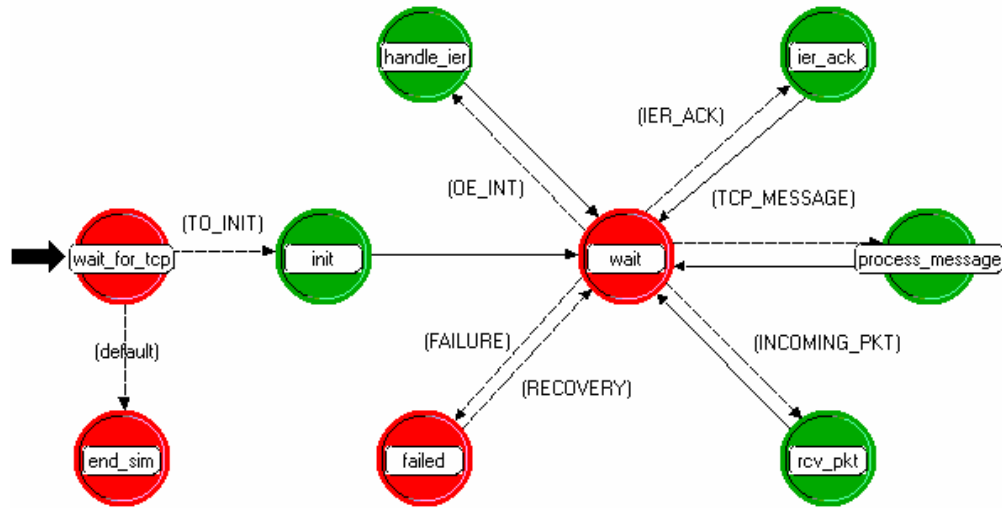 handle_ier
ier_ack
(IER_ACK)
(OE_INT)
(TCP_MESSAGE)
(TO_INIT)
wait_for_tcp
init
wait
process_message
(FAILURE)
(INCOMING_PKT)
(default)
(RECOVERY)
end_sim
failed
rcv_pkt